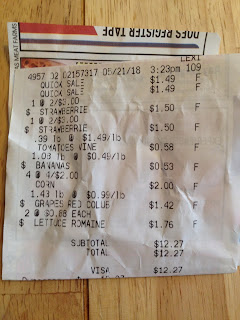 DOES REGISTER TAPE
LEXI
4957 02 02157317 05/21/18 3:23pm 109
QUICK SALE $1.49 F
QUICK SALE $1.49 F
1 @ 2/$3.00
$ STRAWBERRIE $1.50 F
1 @ 2/$3.00
$ STRAWBERRIE $1.50 F
.39 lb @ $1.49/lb
TOMATOES VINE $0.58 F
1.08 lb @ $0.49/lb
$ BANANAS $0.53 F
4 @ 4/$2.00
CORN $2.00 F
1.43 lb @ $0.99/lb
$ GRAPES RED GLOBE $1.42 F
2 @ $0.88 EACH
$ LETTUCE ROMAINE $1.76 F
SUBTOTAL $12.27
TOTAL $12.27
VISA $12.27